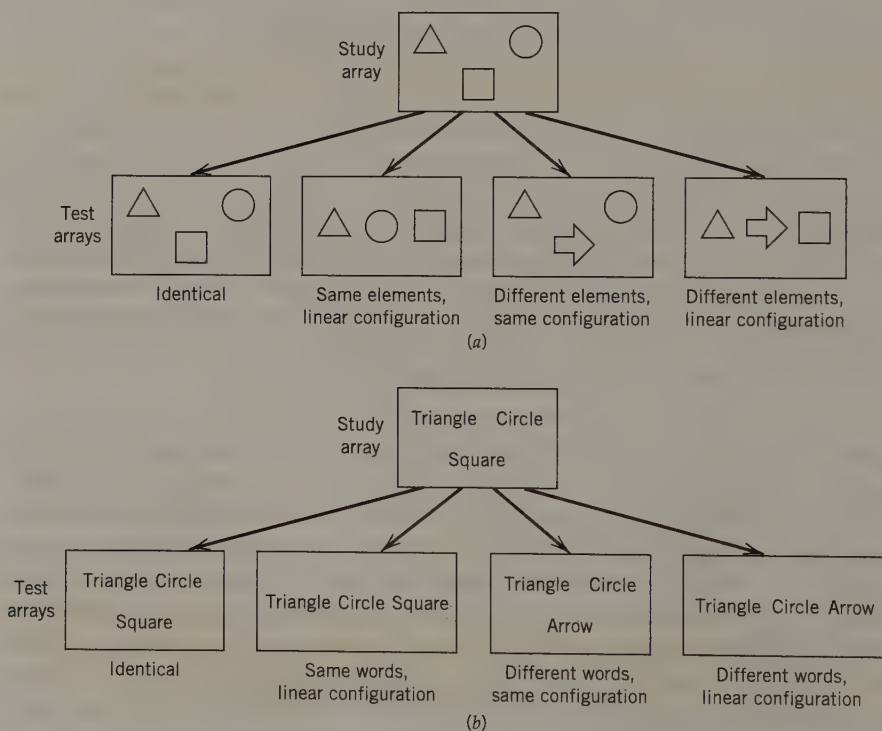 Study
array
Test
arrays
Identical
Same elements,
linear configuration
Different elements,
same configuration
Different elements,
linear configuration
(a)
Study
array
Triangle Circle
Square
Test
arrays
Triangle Circle
Square
Identical
Triangle Circle Square
Same words,
linear configuration
Triangle Circle
Arrow
Different words,
same configuration
Triangle Circle Arrow
Different words,
linear configuration
(b)